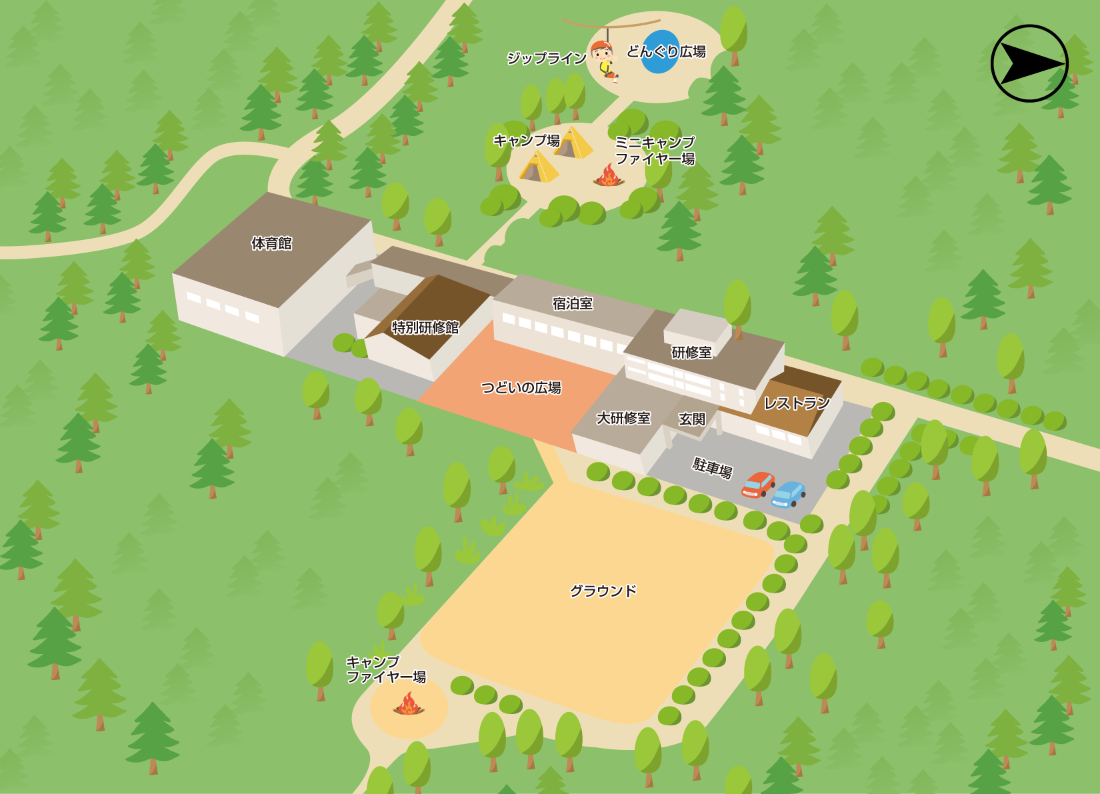 ジップライン
どんぐり広場
キャンプ場
ミニキャンプ
ファイヤー場
体育館
宿泊室
特別研修館
研修室
つどいの広場
レストラン
大研修室
玄関
駐車場
グラウンド
キャンプ
ファイヤー場